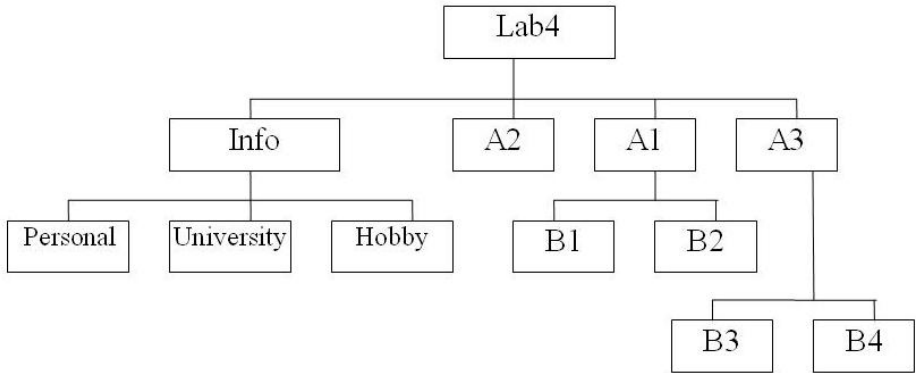 Lab4
Info
A2
A1
A3
Personal
University
Hobby
B1
B2
B3
B4